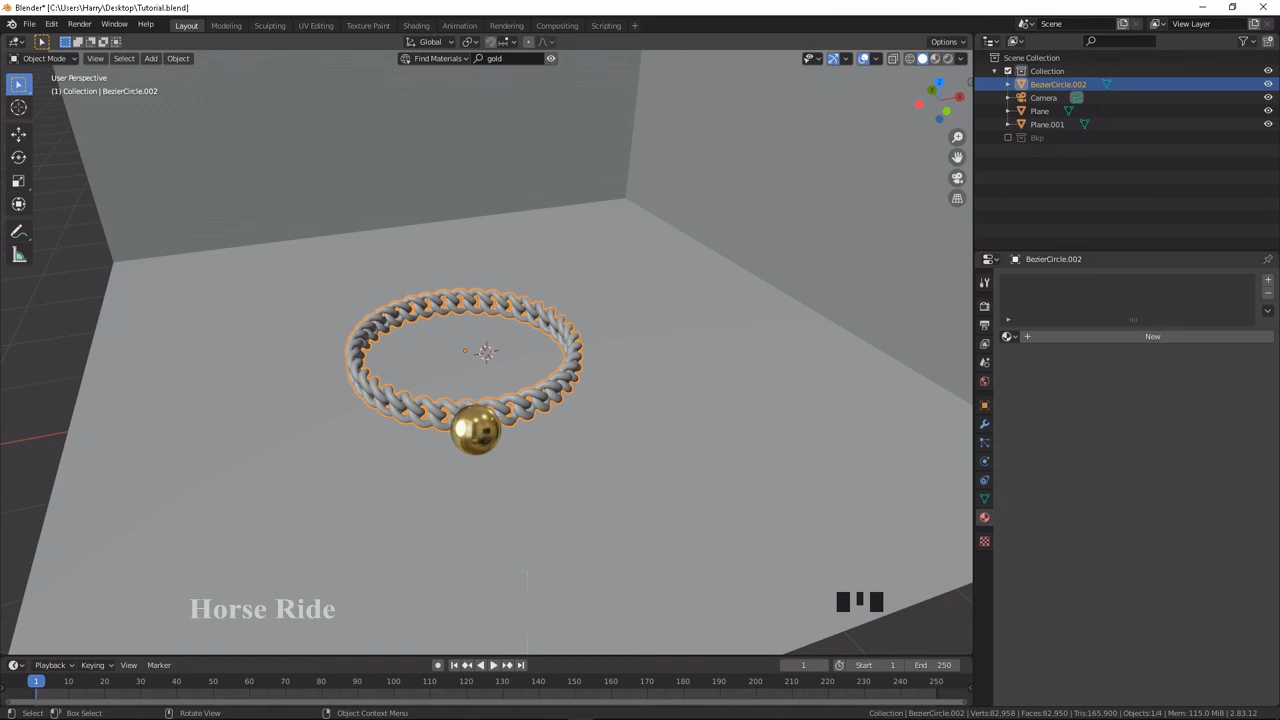 Blender* [C:\Users\Harry\Desktop\Tutorial.blend]
File Edit Render Window Help Layout Modeling Sculpting UV Editing Texture Paint Shading Animation Rendering Compositing Scripting + Scene View Layer
Global Options
Object Mode View Select Add Object Find Materials gold
User Perspective
(1) Collection | BezierCircle.002
Scene Collection
Collection
BezierCircle.002
Camera
Plane
Plane.001
Bkp
BezierCircle.002
New
Horse Ride
Playback Keying View Marker 1 Start 1 End 250
1 10 20 30 40 50 60 70 80 90 100 110 120 130 140 150 160 170 180 190 200 210 220 230 240 250
Select Box Select Rotate View Object Context Menu Collection | BezierCircle.002 | Verts:82,958 | Faces:82,950 | Tris:165,900 | Objects:1/4 | Mem: 115.0 MiB | 2.83.12